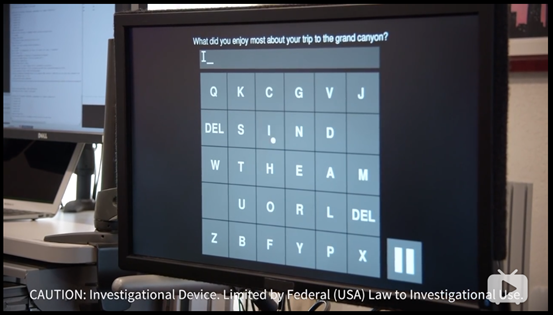 What did you enjoy most about your trip to the grand canyon?
I_
Q K C G V J
DEL S I N D
W T H E A M
U O R L DEL
Z B F Y P X
DELL
CAUTION: Investigational Device. Limited by Federal (USA) Law to Investigational Use.